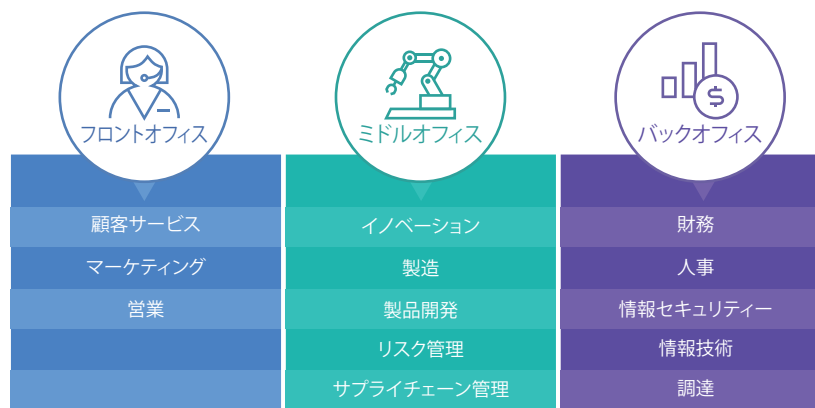 フロントオフィス
顧客サービス
マーケティング
営業
ミドルオフィス
イノベーション
製造
製品開発
リスク管理
サプライチェーン管理
$
バックオフィス
財務
人事
情報セキュリティー
情報技術
調達